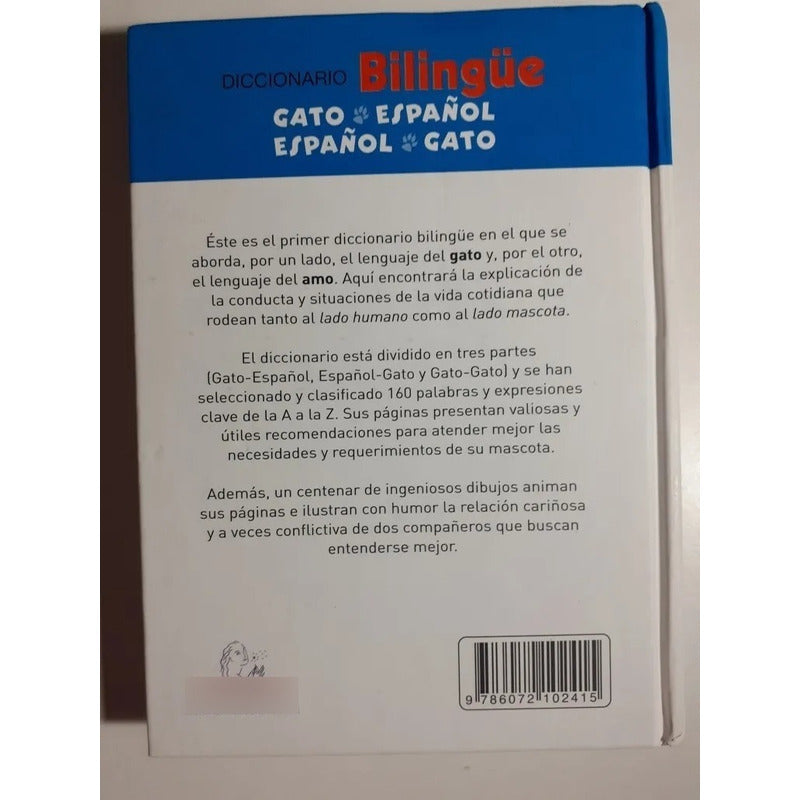 DICCIONARIO Bilingüe
GATO ESPAÑOL
ESPAÑOL GATO
Éste es el primer diccionario bilingüe en el que se
aborda, por un lado, el lenguaje del gato y, por el otro,
el lenguaje del amo. Aquí encontrará la explicación de
la conducta y situaciones de la vida cotidiana que
rodean tanto al lado humano como al lado mascota.
El diccionario está dividido en tres partes
(Gato-Español, Español-Gato y Gato-Gato) y se han
seleccionado y clasificado 160 palabras y expresiones
clave de la A a la Z. Sus páginas presentan valiosas y
útiles recomendaciones para atender mejor las
necesidades y requerimientos de su mascota.
Además, un centenar de ingeniosos dibujos animan
sus páginas e ilustran con humor la relación cariñosa
y a veces conflictiva de dos compañeros que buscan
entenderse mejor.
9 786072 102415